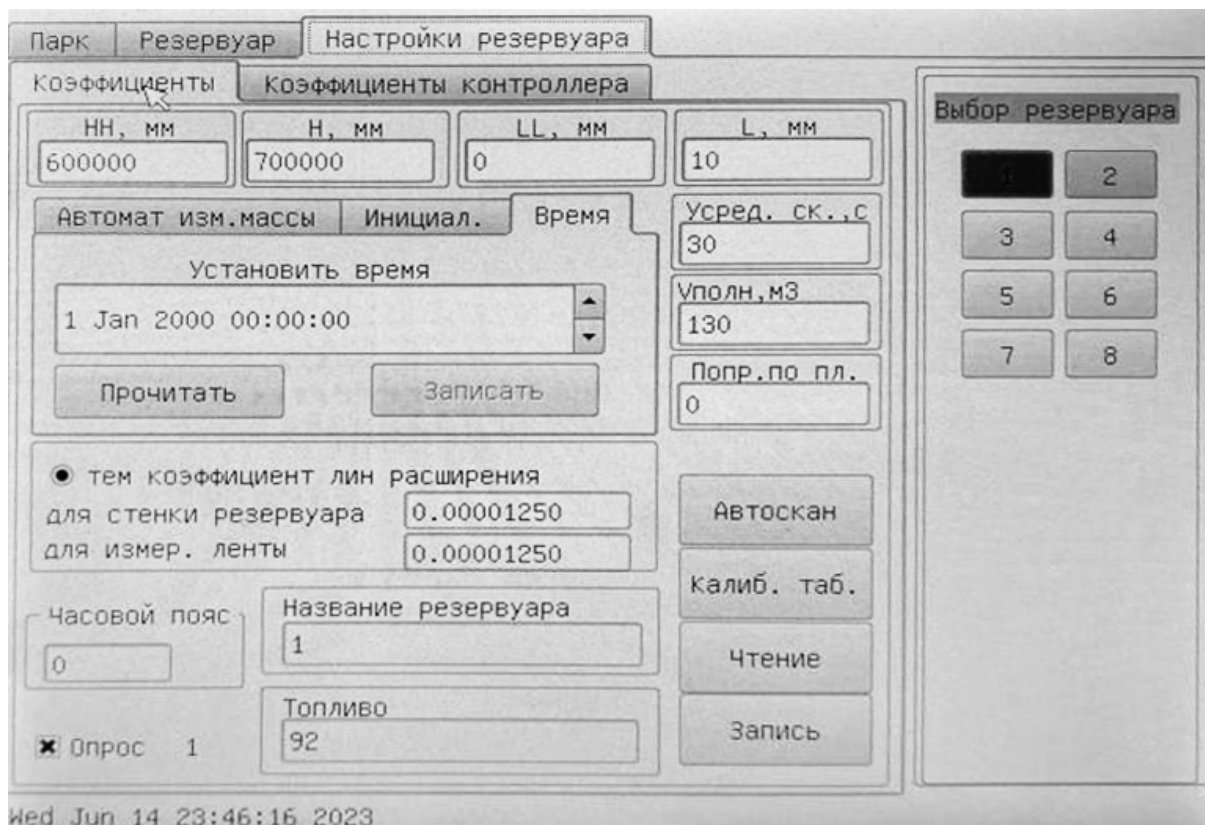 Парк Резервуар Настройки резервуара
Коэффициенты Коэффициенты контроллера
HH, мм H, мм LL, мм L, мм
600000 700000 0 10
Автомат изм.массы Инициал. Время
Установить время
1 Jan 2000 00:00:00
Прочитать Записать
Усред. ск.,с
30
Vполн,м3
130
Попр.по пл.
0
тем коэффициент лин расширения
для стенки резервуара 0.00001250
для измер. ленты 0.00001250
Часовой пояс
0
Название резервуара
1
Опрос 1
Топливо
92
Автоскан
Калиб. таб.
Чтение
Запись
Выбор резервуара
1 2
3 4
5 6
7 8
Wed Jun 14 23:46:16 2023